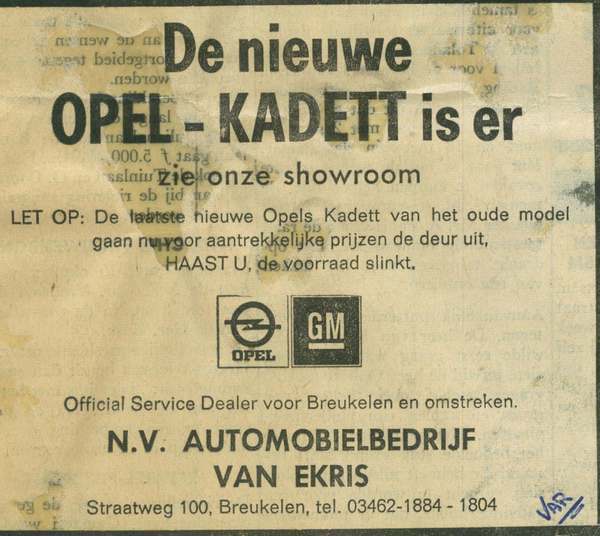 De nieuwe
OPEL - KADETT is er
zie onze showroom
LET OP: De laatste nieuwe Opels Kadett van het oude model
gaan nu voor aantrekkelijke prijzen de deur uit,
HAAST U, de voorraad slinkt.
OPEL GM
Official Service Dealer voor Breukelen en omstreken.
N.V. AUTOMOBIELBEDRIJF
VAN EKRIS
Straatweg 100, Breukelen, tel. 03462-1884 - 1804
VAR